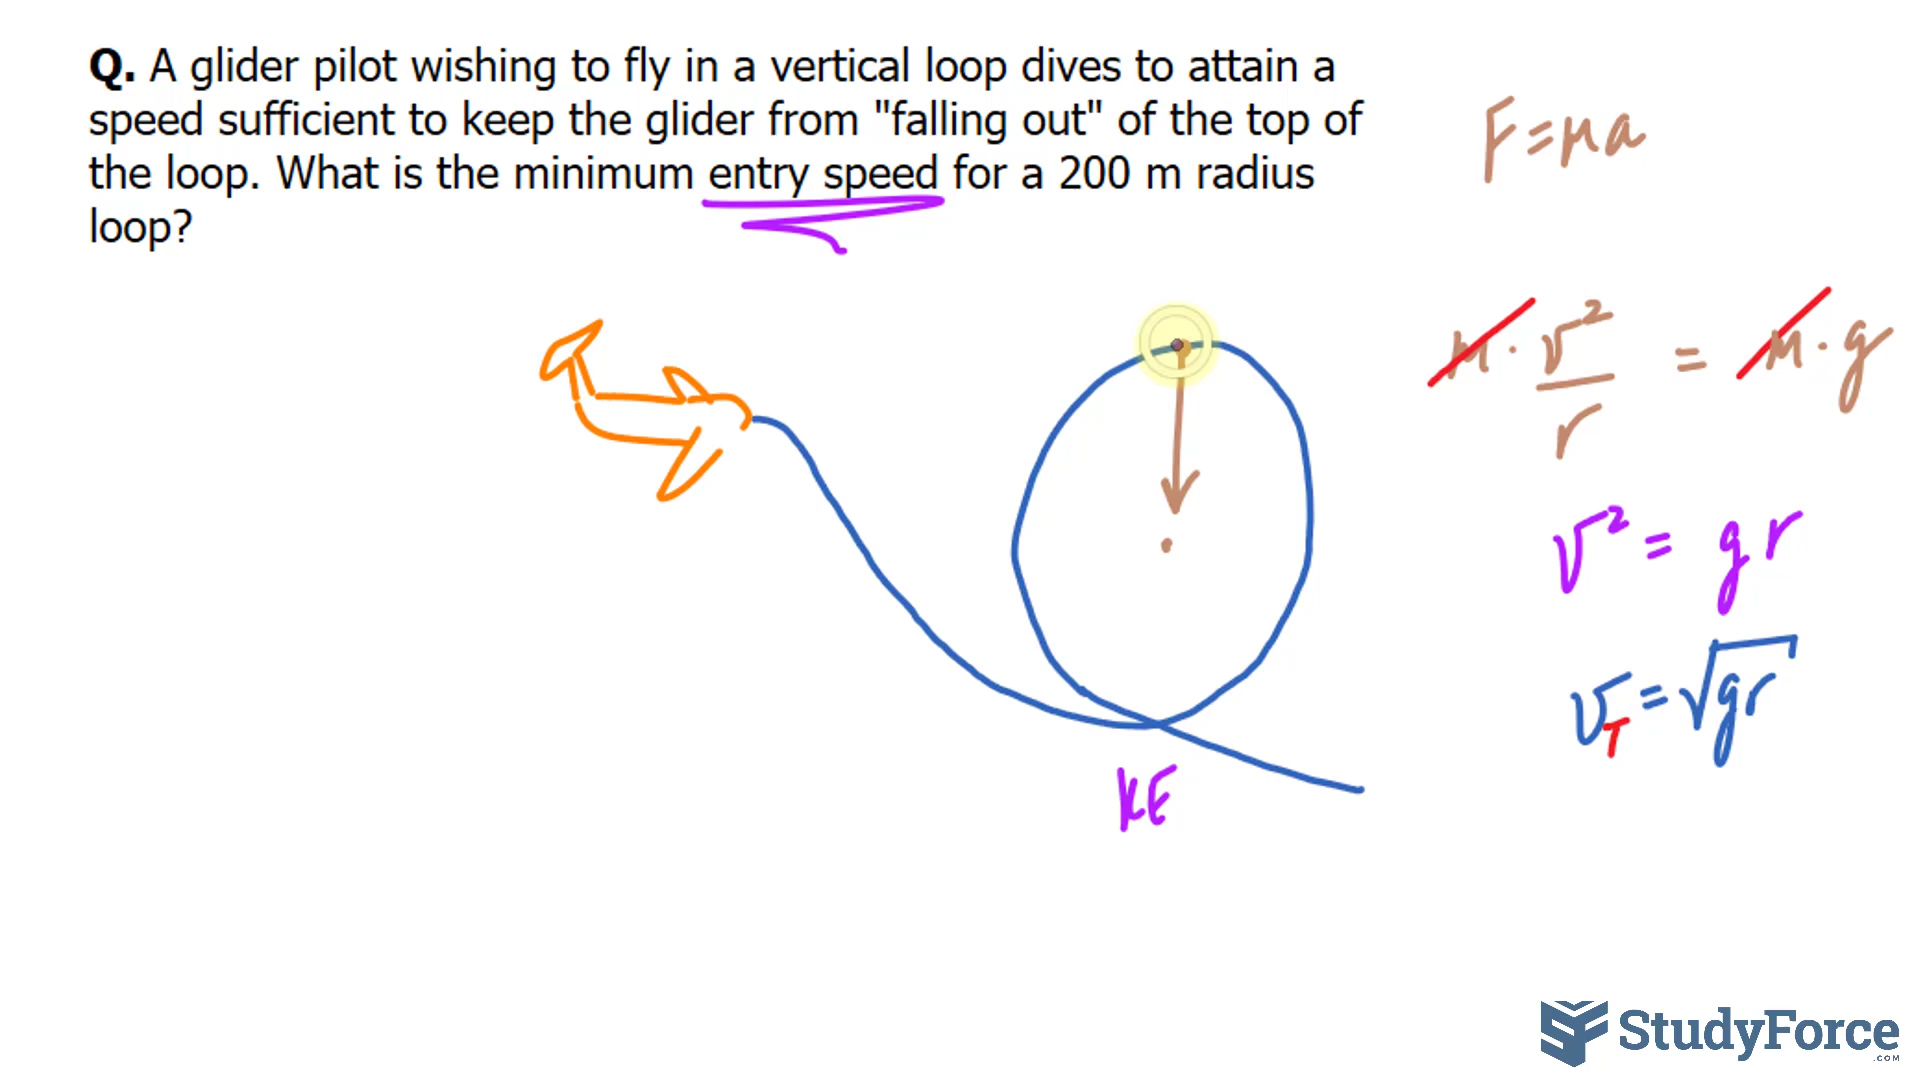 Q. A glider pilot wishing to fly in a vertical loop dives to attain a
speed sufficient to keep the glider from "falling out" of the top of
the loop. What is the minimum entry speed for a 200 m radius
loop?
F=ma
m · v²/r = m · g
v² = gr
v_T = √gr
KE
StudyForce
.COM